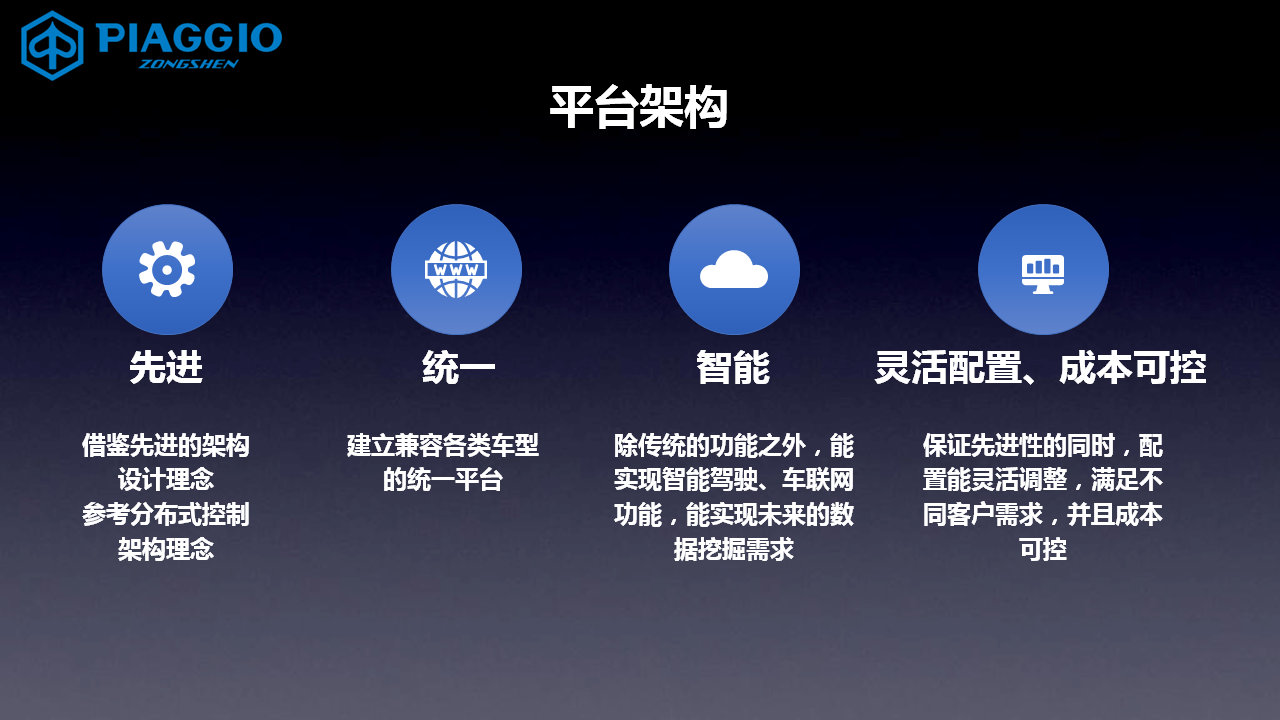 PIAGGIO
ZONGSHEN
平台架构
WWW
先进
统一
智能
灵活配置、成本可控
借鉴先进的架构
设计理念
参考分布式控制
架构理念
建立兼容各类车型
的统一平台
除传统的功能之外，能
实现智能驾驶、车联网
功能，能实现未来的数
据挖掘需求
保证先进性的同时，配
置能灵活调整，满足不
同客户需求，并且成本
可控